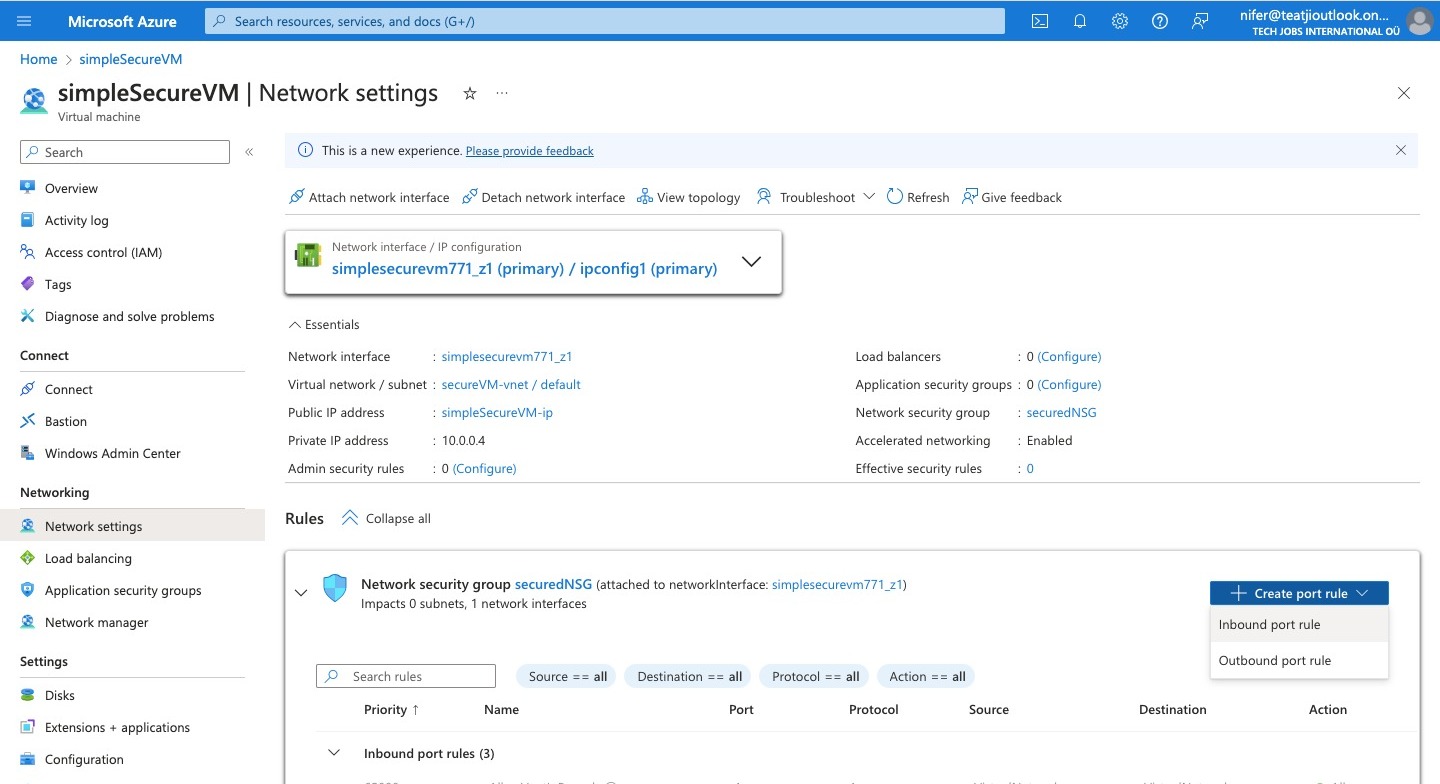 Microsoft Azure
Search resources, services, and docs (G+/)
nifer@teatjioutlook.on...
TECH JOBS INTERNATIONAL OÜ
Home > simpleSecureVM
simpleSecureVM | Network settings
Virtual machine
Search
Overview
Activity log
Access control (IAM)
Tags
Diagnose and solve problems
Connect
Connect
Bastion
Windows Admin Center
Networking
Network settings
Load balancing
Application security groups
Network manager
Settings
Disks
Extensions + applications
Configuration
This is a new experience. Please provide feedback
Attach network interface Detach network interface View topology Troubleshoot Refresh Give feedback
Network interface / IP configuration
simplesecurevm771_z1 (primary) / ipconfig1 (primary)
Essentials
Network interface : simplesecurevm771_z1
Virtual network / subnet : secureVM-vnet / default
Public IP address : simpleSecureVM-ip
Private IP address : 10.0.0.4
Admin security rules : 0 (Configure)
Load balancers : 0 (Configure)
Application security groups : 0 (Configure)
Network security group : securedNSG
Accelerated networking : Enabled
Effective security rules : 0
Rules Collapse all
Network security group securedNSG (attached to networkInterface: simplesecurevm771_z1)
Impacts 0 subnets, 1 network interfaces
Create port rule
Inbound port rule
Outbound port rule
Search rules Source == all Destination == all Protocol == all Action == all
Priority ↑ Name Port Protocol Source Destination Action
Inbound port rules (3)